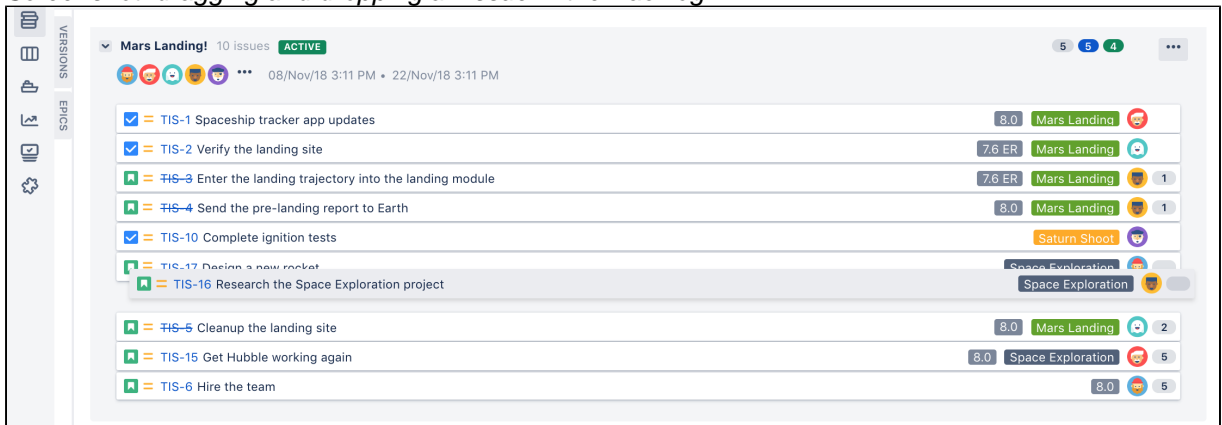 Mars Landing! 10 issues ACTIVE 5 5 4
08/Nov/18 3:11 PM • 22/Nov/18 3:11 PM
VERSIONS
EPICS
TIS-1 Spaceship tracker app updates 8.0 Mars Landing
TIS-2 Verify the landing site 7.6 ER Mars Landing
TIS-3 Enter the landing trajectory into the landing module 7.6 ER Mars Landing 1
TIS-4 Send the pre-landing report to Earth 8.0 Mars Landing 1
TIS-10 Complete ignition tests Saturn Shoot
TIS-17 Design a new rocket Space Exploration
TIS-16 Research the Space Exploration project Space Exploration
TIS-5 Cleanup the landing site 8.0 Mars Landing 2
TIS-15 Get Hubble working again 8.0 Space Exploration 5
TIS-6 Hire the team 8.0 5